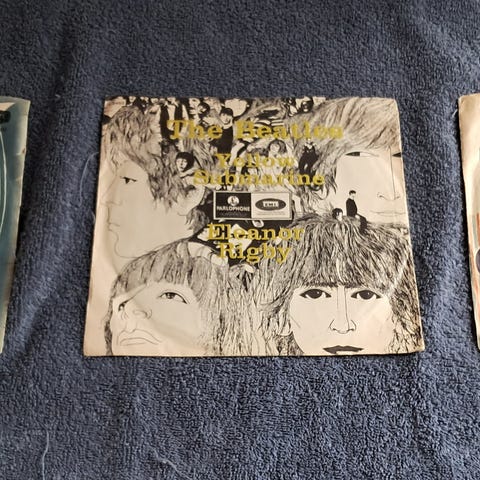 The Beatles
Yellow
Submarine
PARLOPHONE
EMI
Eleanor
Rigby